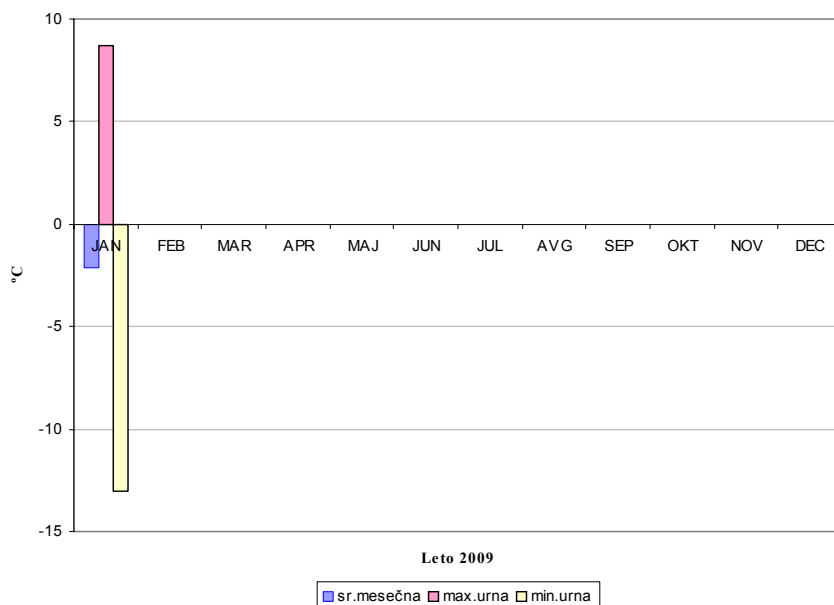 10
5
0
JAN FEB MAR APR MAJ JUN JUL AVG SEP OKT NOV DEC
°C
-5
-10
-15
Leto 2009
sr.mesečna max.urna min.urna